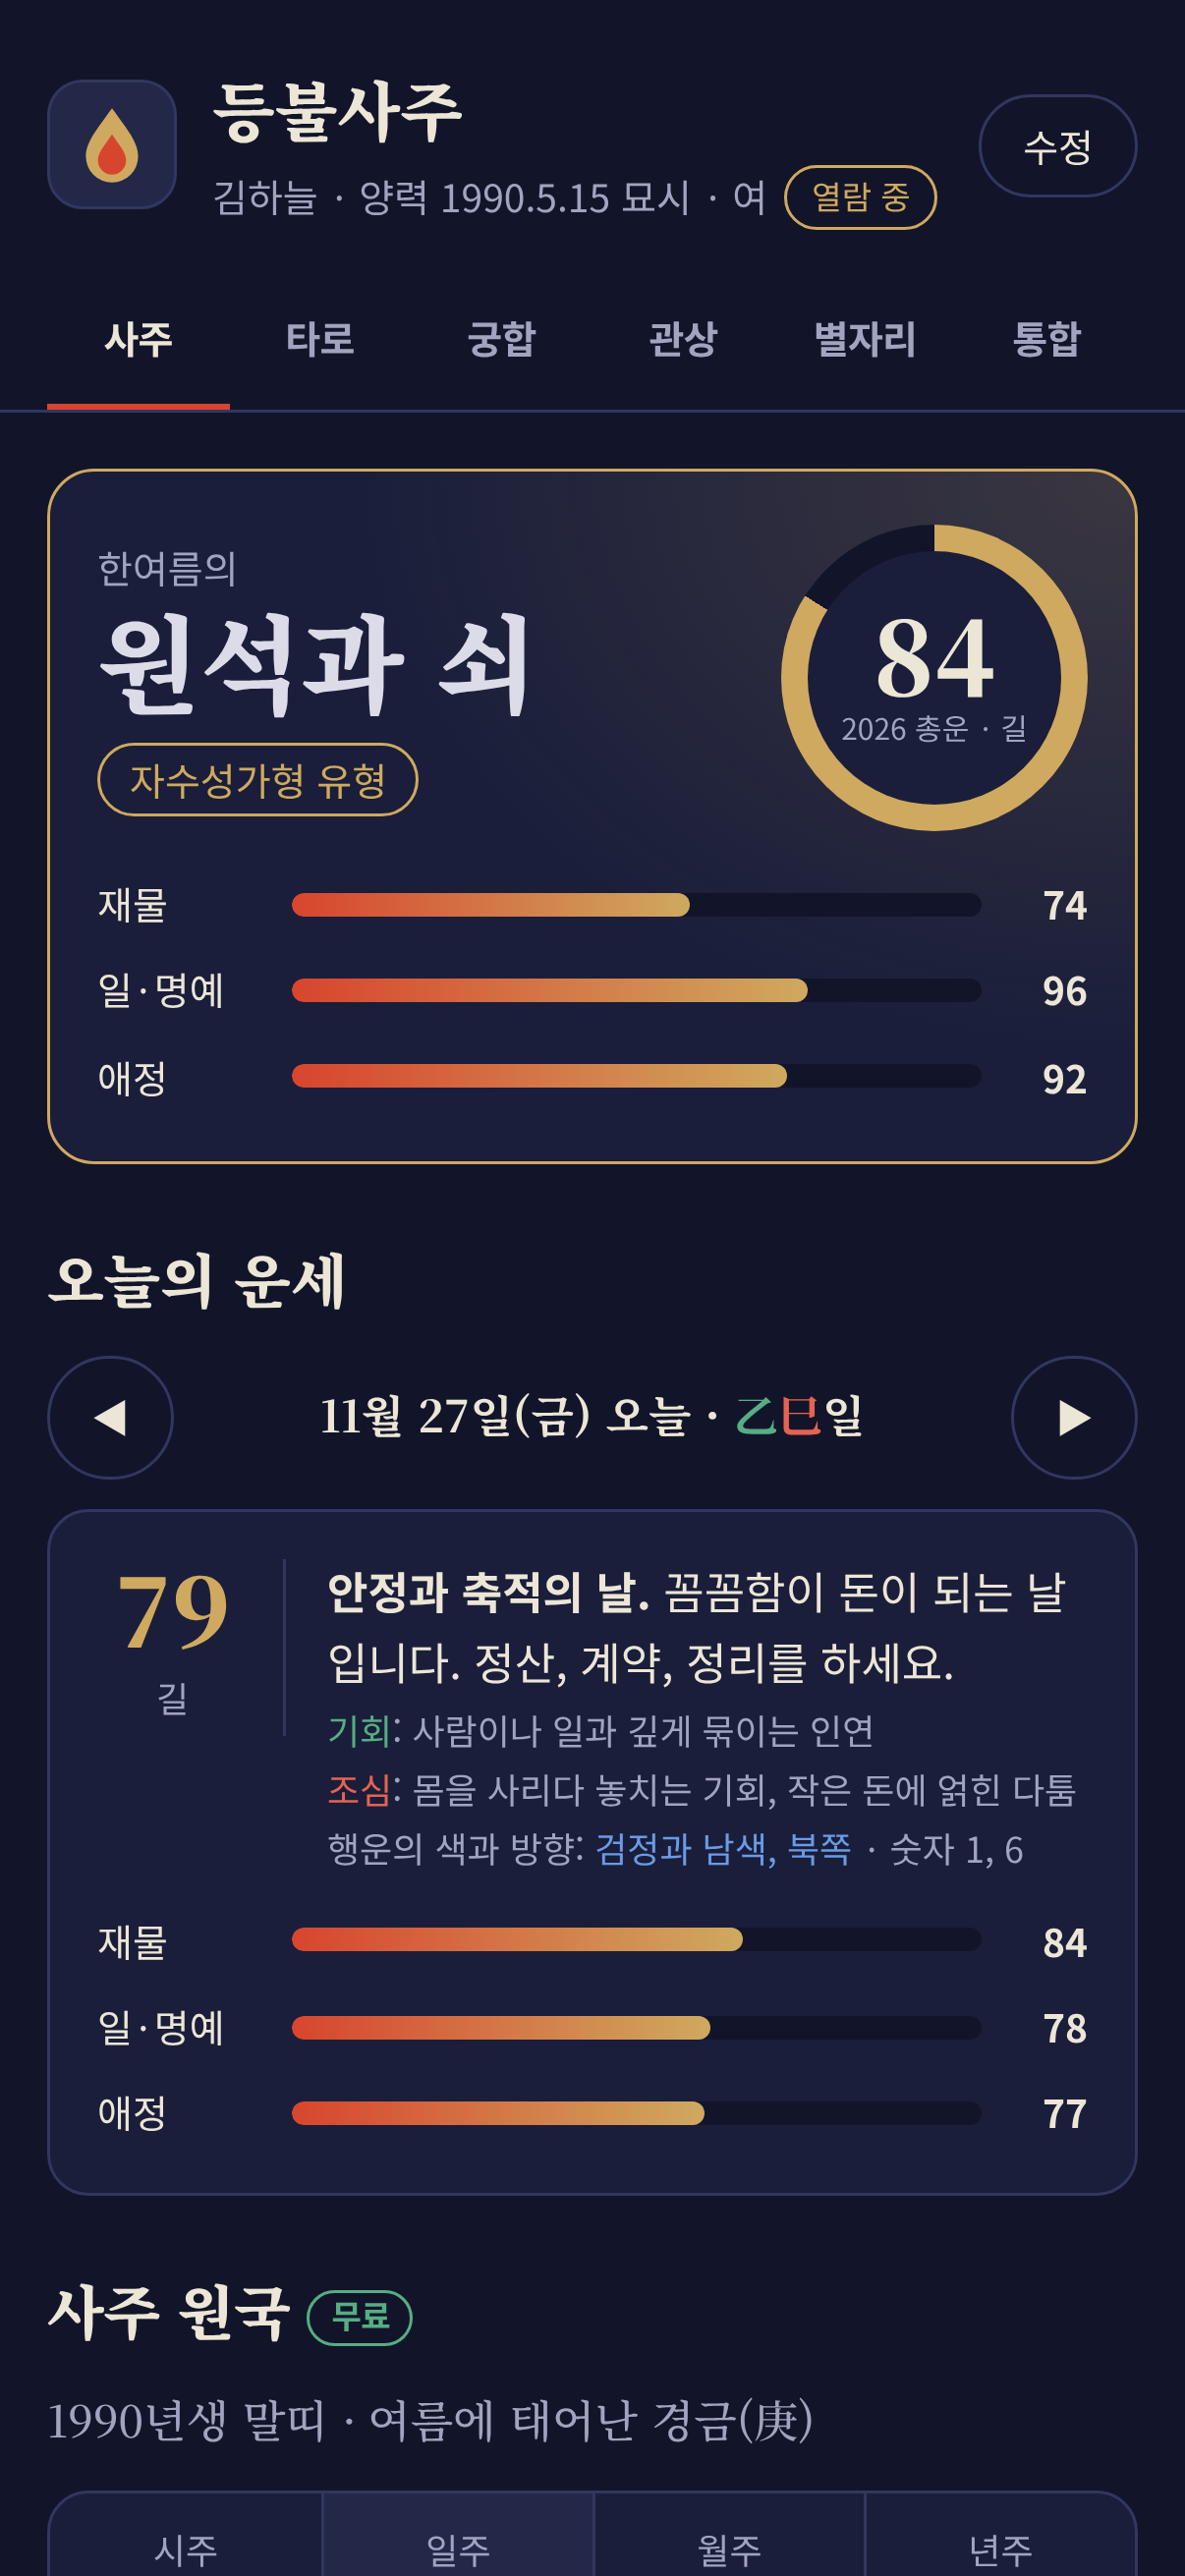 등불사주
김하늘 · 양력 1990.5.15 묘시 · 여 열람 중
수정
사주 타로 궁합 관상 별자리 통합
한여름의
원석과 쇠
자수성가형 유형
84
2026 총운 · 길
재물 74
일·명예 96
애정 92
오늘의 운세
◀ 11월 27일(금) 오늘 · 乙巳일 ▶
79
길
안정과 축적의 날. 꼼꼼함이 돈이 되는 날
입니다. 정산, 계약, 정리를 하세요.
기회: 사람이나 일과 깊게 묶이는 인연
조심: 몸을 사리다 놓치는 기회, 작은 돈에 얽힌 다툼
행운의 색과 방향: 검정과 남색, 북쪽 · 숫자 1, 6
재물 84
일·명예 78
애정 77
사주 원국 무료
1990년생 말띠 · 여름에 태어난 경금(庚)
시주 일주 월주 년주